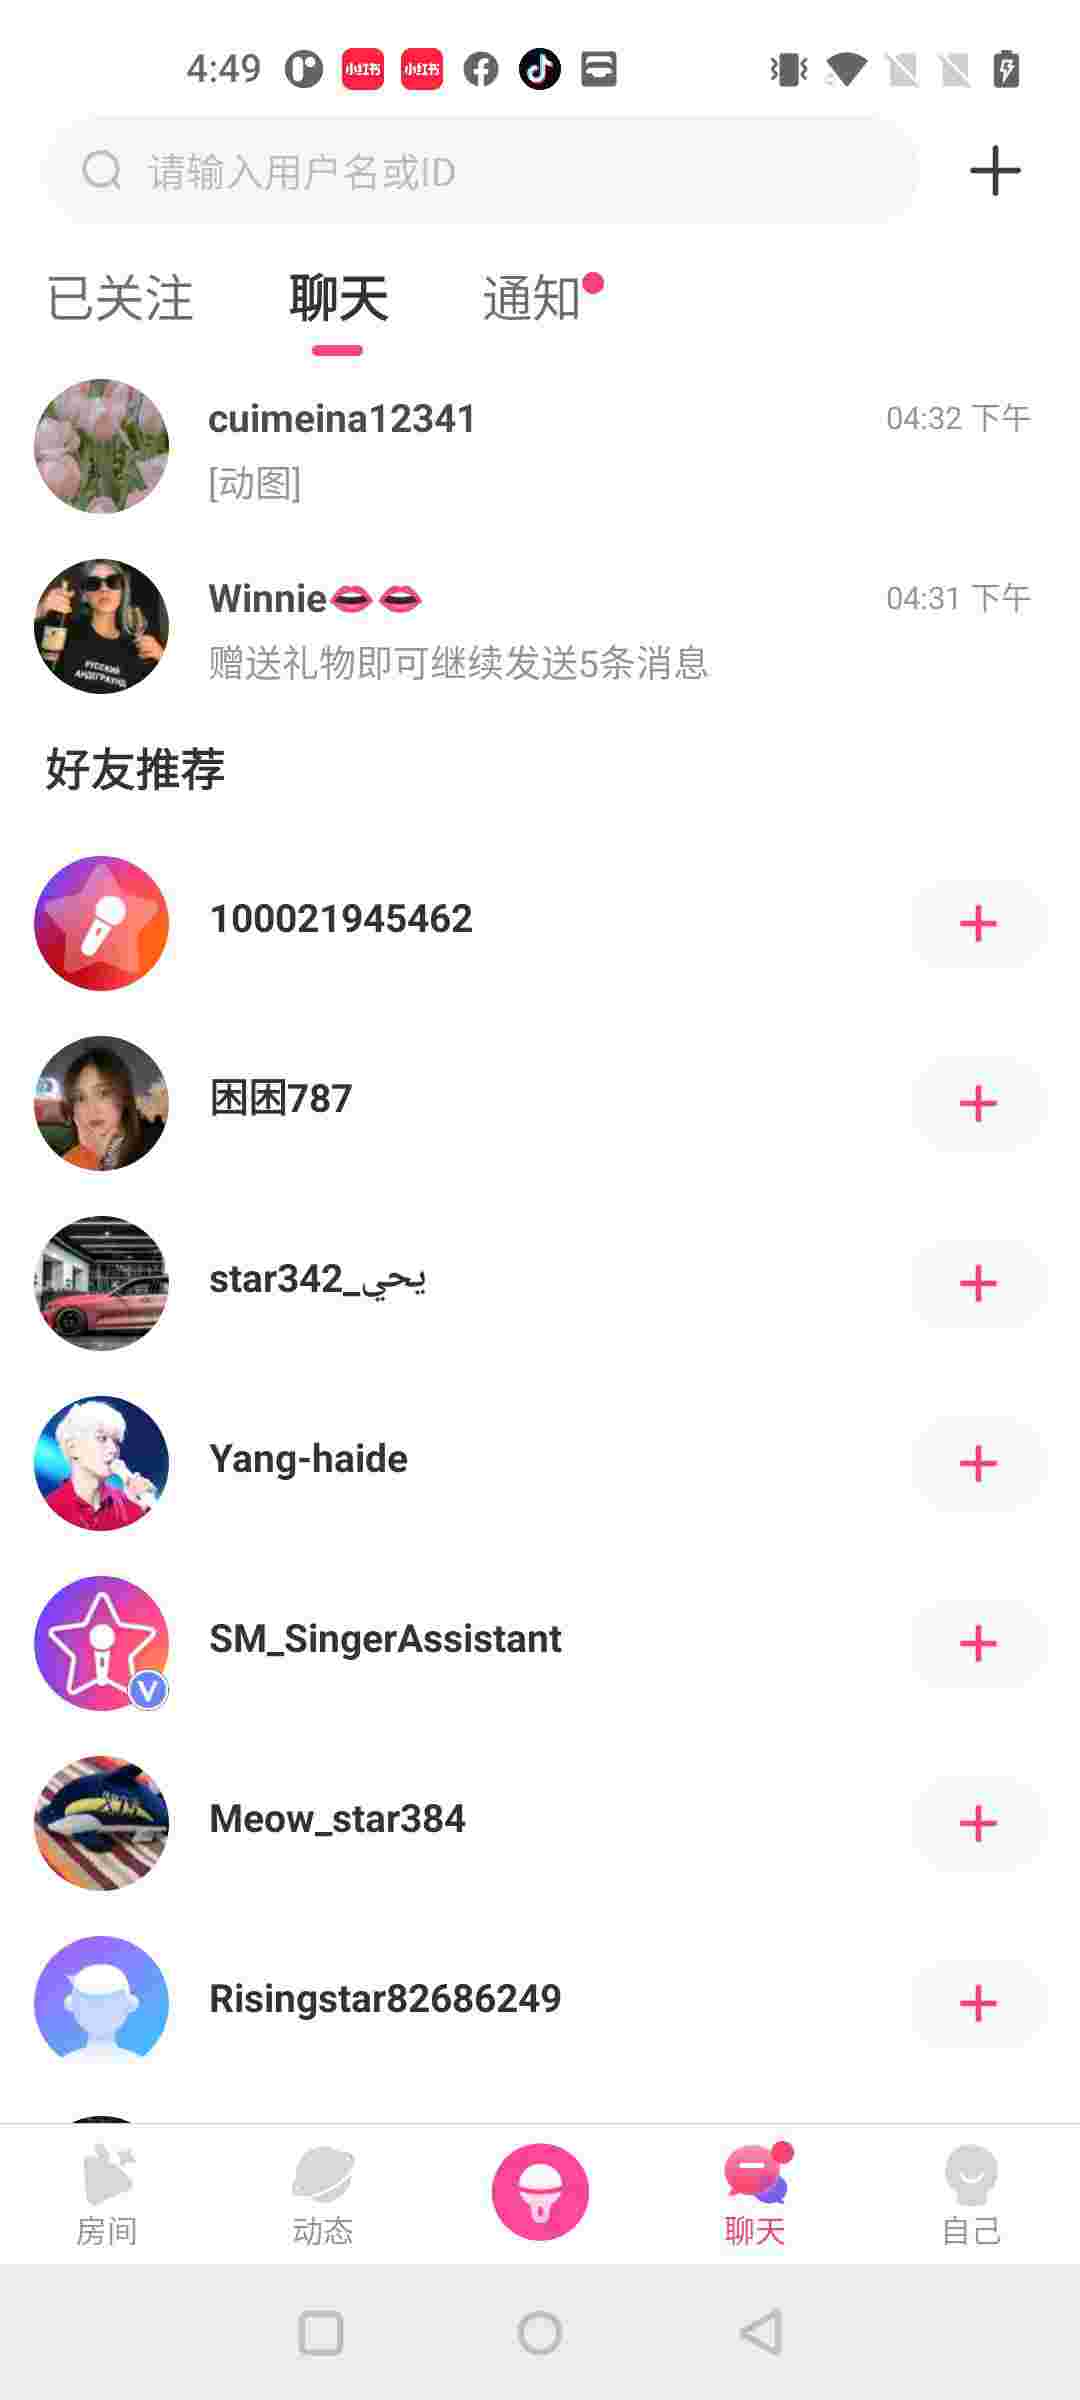 4:49
小红书 小红书
请输入用户名或ID
已关注 聊天 通知
cuimeina12341 04:32 下午
[动图]
Winnie👄👄 04:31 下午
赠送礼物即可继续发送5条消息
РУССКИЙ
АНДЕГРАУНД
好友推荐
100021945462
困困787
star342_يحي
Yang-haide
SM_SingerAssistant
V
Meow_star384
Risingstar82686249
房间 动态 聊天 自己